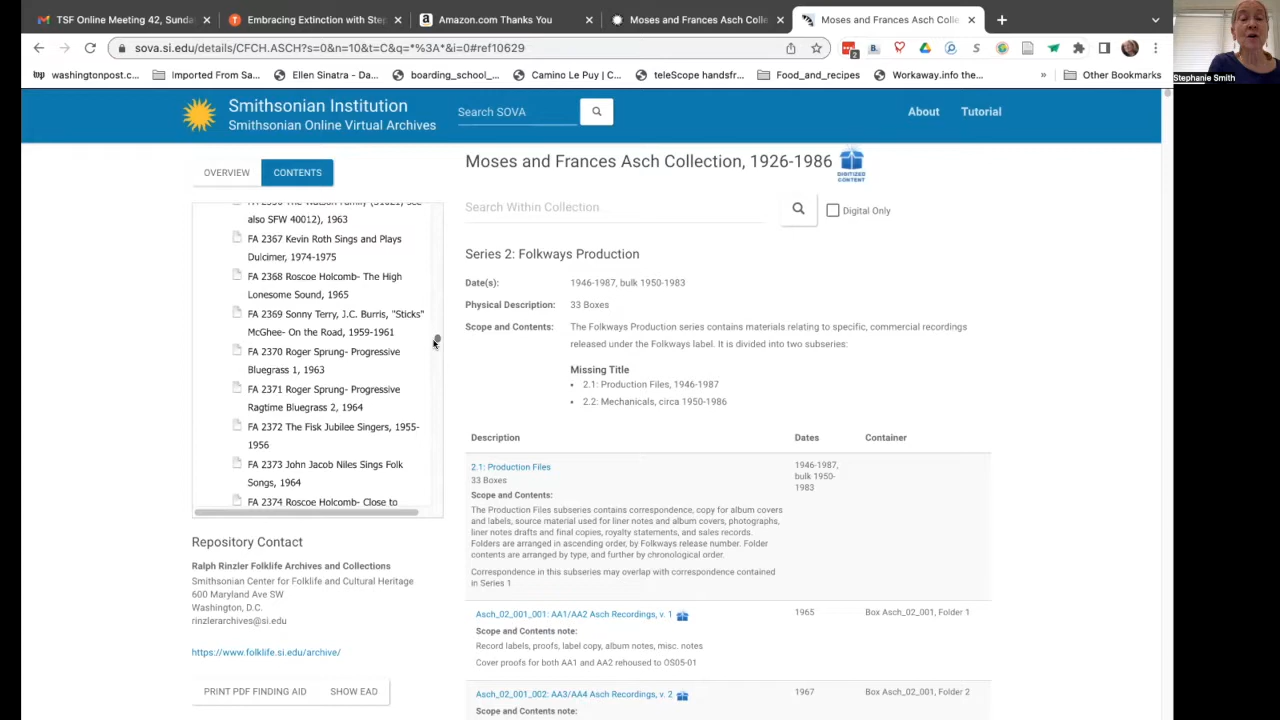 TSF Online Meeting 42, Sunda
Embracing Extinction with Ste
Amazon.com Thank You
Moses and Frances Asch Colle
Moses and Frances Asch Colle
sova.si.edu/details/CFCH.ASCH?s=0&n=10&t=C&q=*%3A*&i=0#ref10629
2
washingtonpost.c...
Imported From Sa...
Ellen Sinatra - Da...
boarding_school_...
Camino Le Puy | C...
teleScope handsfr...
Food_and_recipes
Workaway.info the...
»
Other Bookmarks
Stephanie Smith
Smithsonian Institution
Smithsonian Online Virtual Archives
Search SOVA
About
Tutorial
OVERVIEW
CONTENTS
Moses and Frances Asch Collection, 1926-1986
DIGITIZED
CONTENT
Search Within Collection
Digital Only
also SFW 40012), 1963
FA 2367 Kevin Roth Sings and Plays
Dulcimer, 1974-1975
FA 2368 Roscoe Holcomb- The High
Lonesome Sound, 1965
FA 2369 Sonny Terry, J.C. Burris, "Sticks"
McGhee- On the Road, 1959-1961
FA 2370 Roger Sprung- Progressive
Bluegrass 1, 1963
FA 2371 Roger Sprung- Progressive
Ragtime Bluegrass 2, 1964
FA 2372 The Fisk Jubilee Singers, 1955-
1956
FA 2373 John Jacob Niles Sings Folk
Songs, 1964
FA 2374 Roscoe Holcomb- Close to
Repository Contact
Ralph Rinzler Folklife Archives and Collections
Smithsonian Center for Folklife and Cultural Heritage
600 Maryland Ave SW
Washington, D.C.
rinzlerarchives@si.edu
https://www.folklife.si.edu/archive/
PRINT PDF FINDING AID
SHOW EAD
Series 2: Folkways Production
Date(s): 1946-1987, bulk 1950-1983
Physical Description: 33 Boxes
Scope and Contents: The Folkways Production series contains materials relating to specific, commercial recordings
released under the Folkways label. It is divided into two subseries:
Missing Title
• 2.1: Production Files, 1946-1987
• 2.2: Mechanicals, circa 1950-1986
Description Dates Container
2.1: Production Files 1946-1987,
bulk 1950-
1983
33 Boxes
Scope and Contents:
The Production Files subseries contains correspondence, copy for album covers
and labels, source material used for liner notes and album covers, photographs,
liner notes drafts and final copies, royalty statements, and sales records.
Folders are arranged in ascending order, by Folkways release number. Folder
contents are arranged by type, and further by chronological order.
Correspondence in this subseries may overlap with correspondence contained
in Series 1
Asch_02_001_001: AA1/AA2 Asch Recordings, v. 1 1965 Box Asch_02_001, Folder 1
Scope and Contents note:
Record labels, proofs, label copy, album notes, misc. notes
Cover proofs for both AA1 and AA2 rehoused to OS05-01
Asch_02_001_002: AA3/AA4 Asch Recordings, v. 2 1967 Box Asch_02_001, Folder 2
Scope and Contents note: